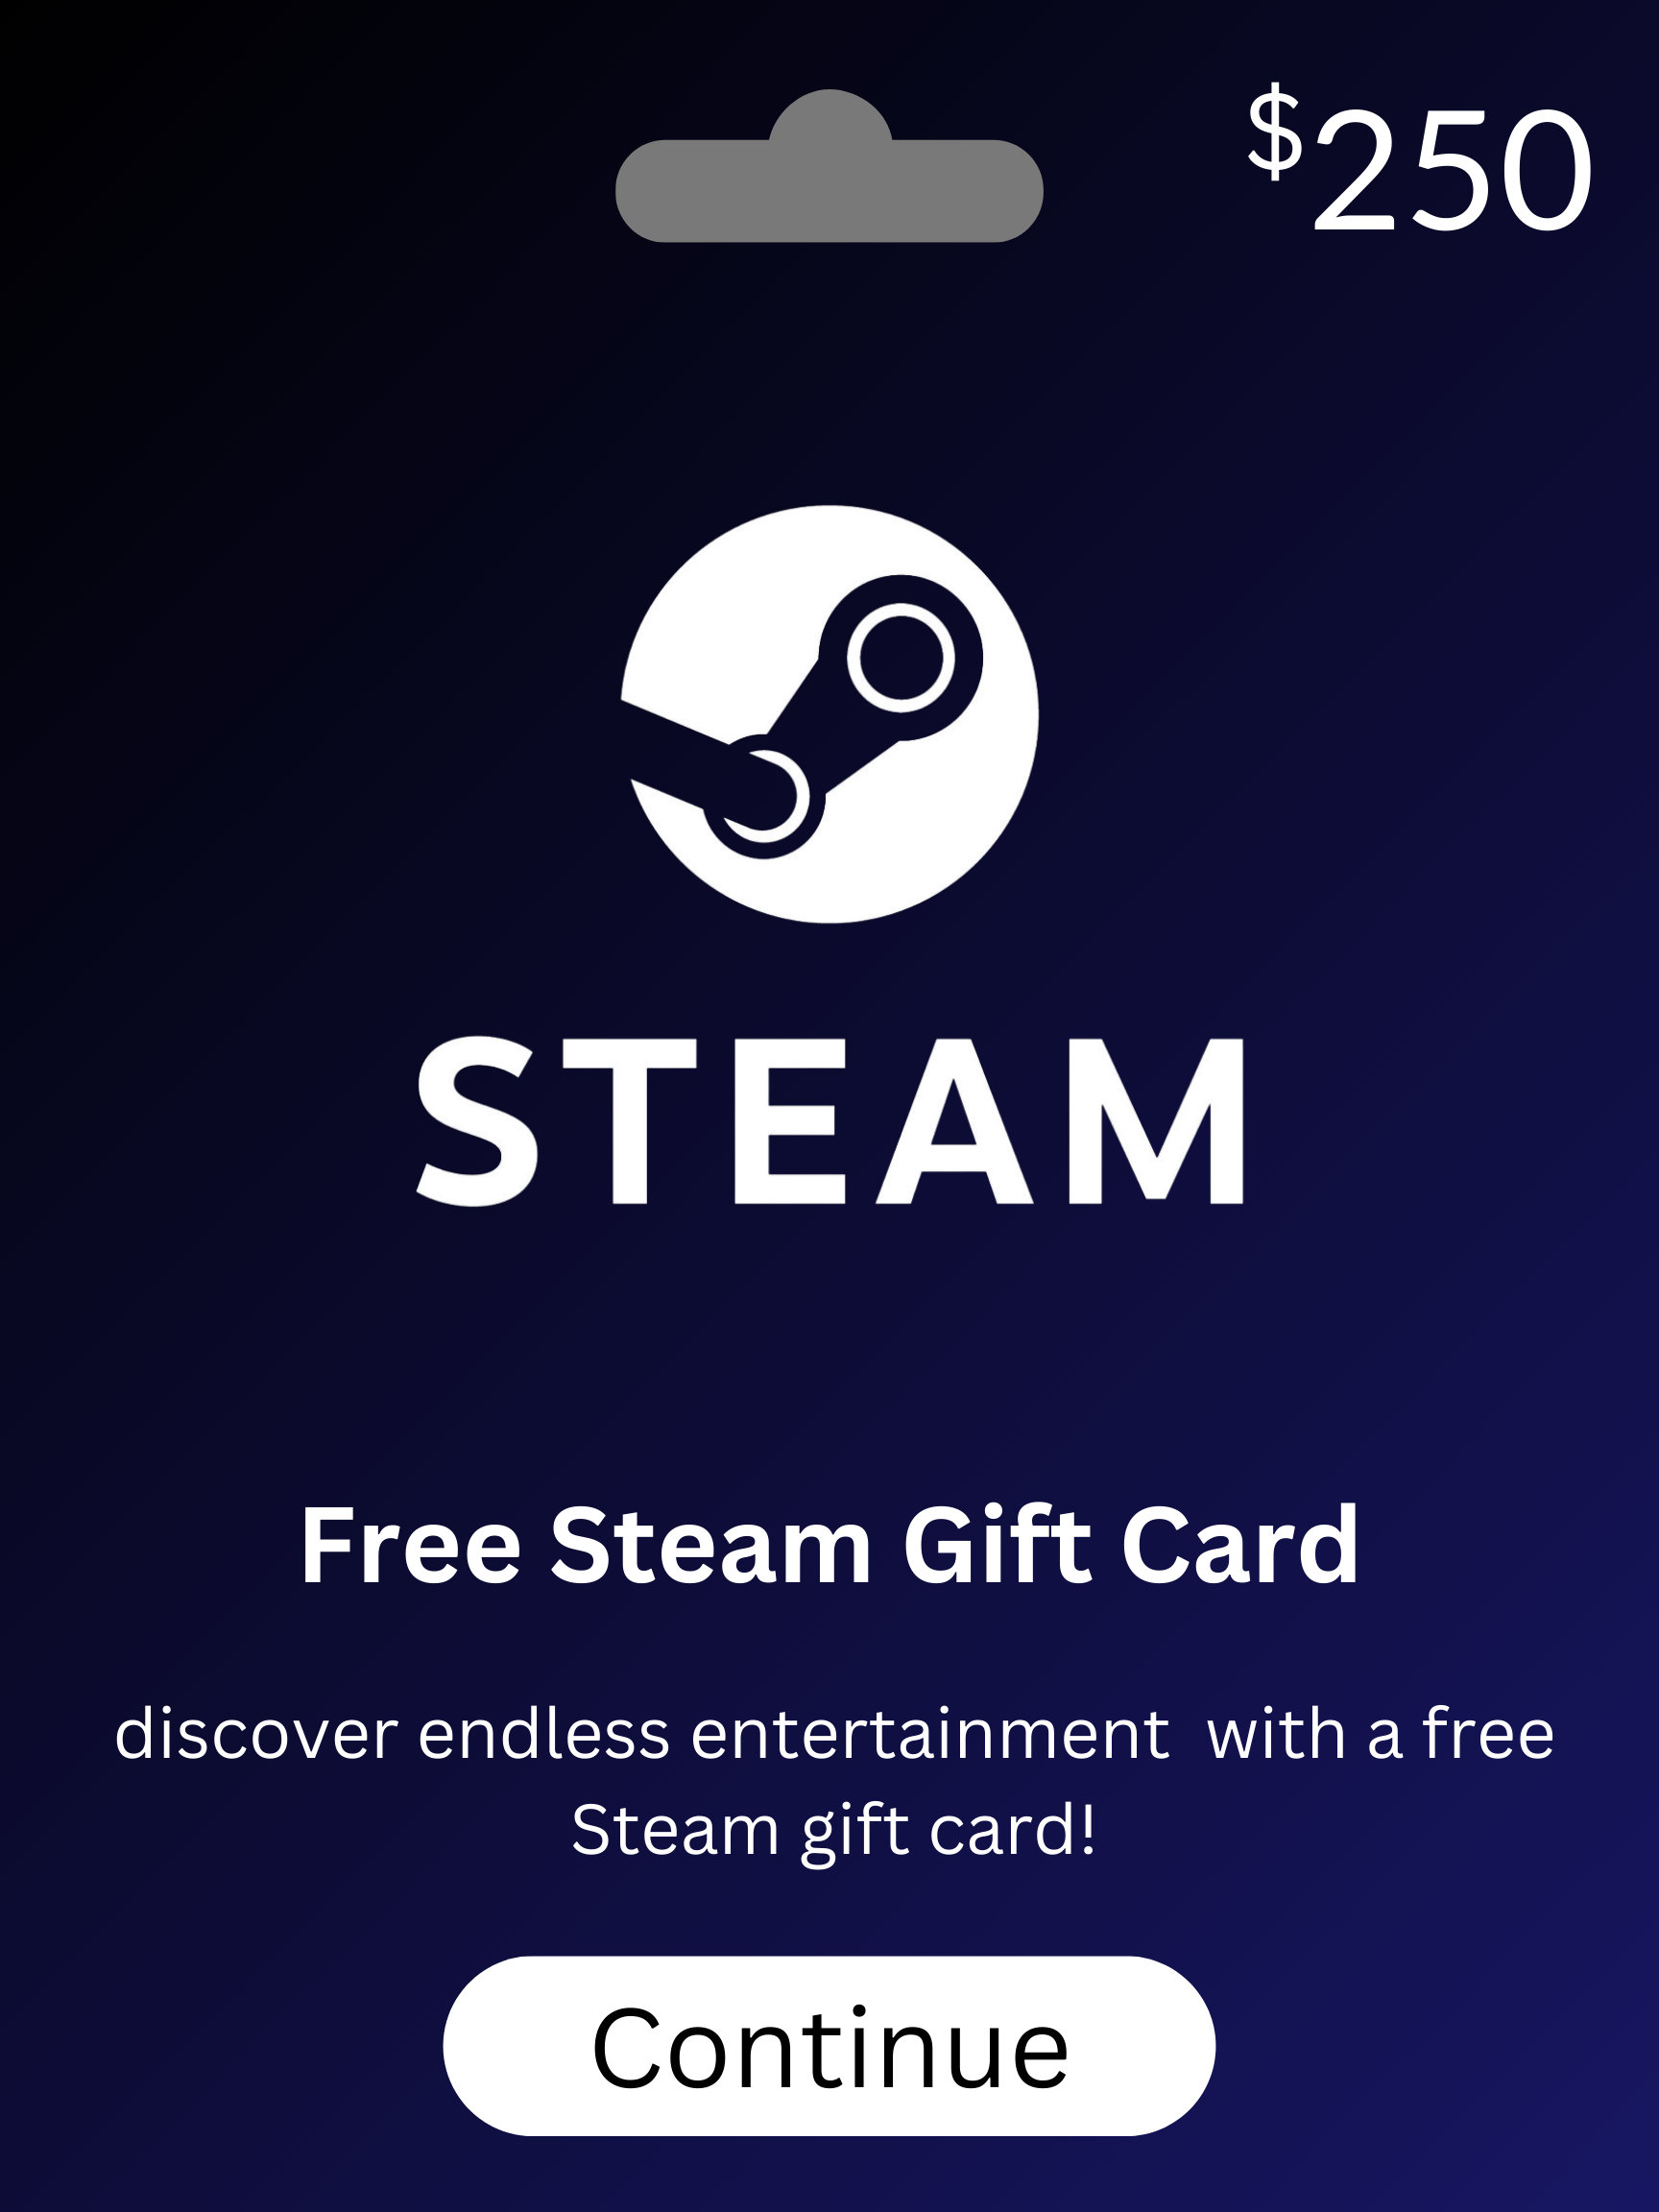 $250
STEAM
Free Steam Gift Card
discover endless entertainment  with a free
Steam gift card!
Continue